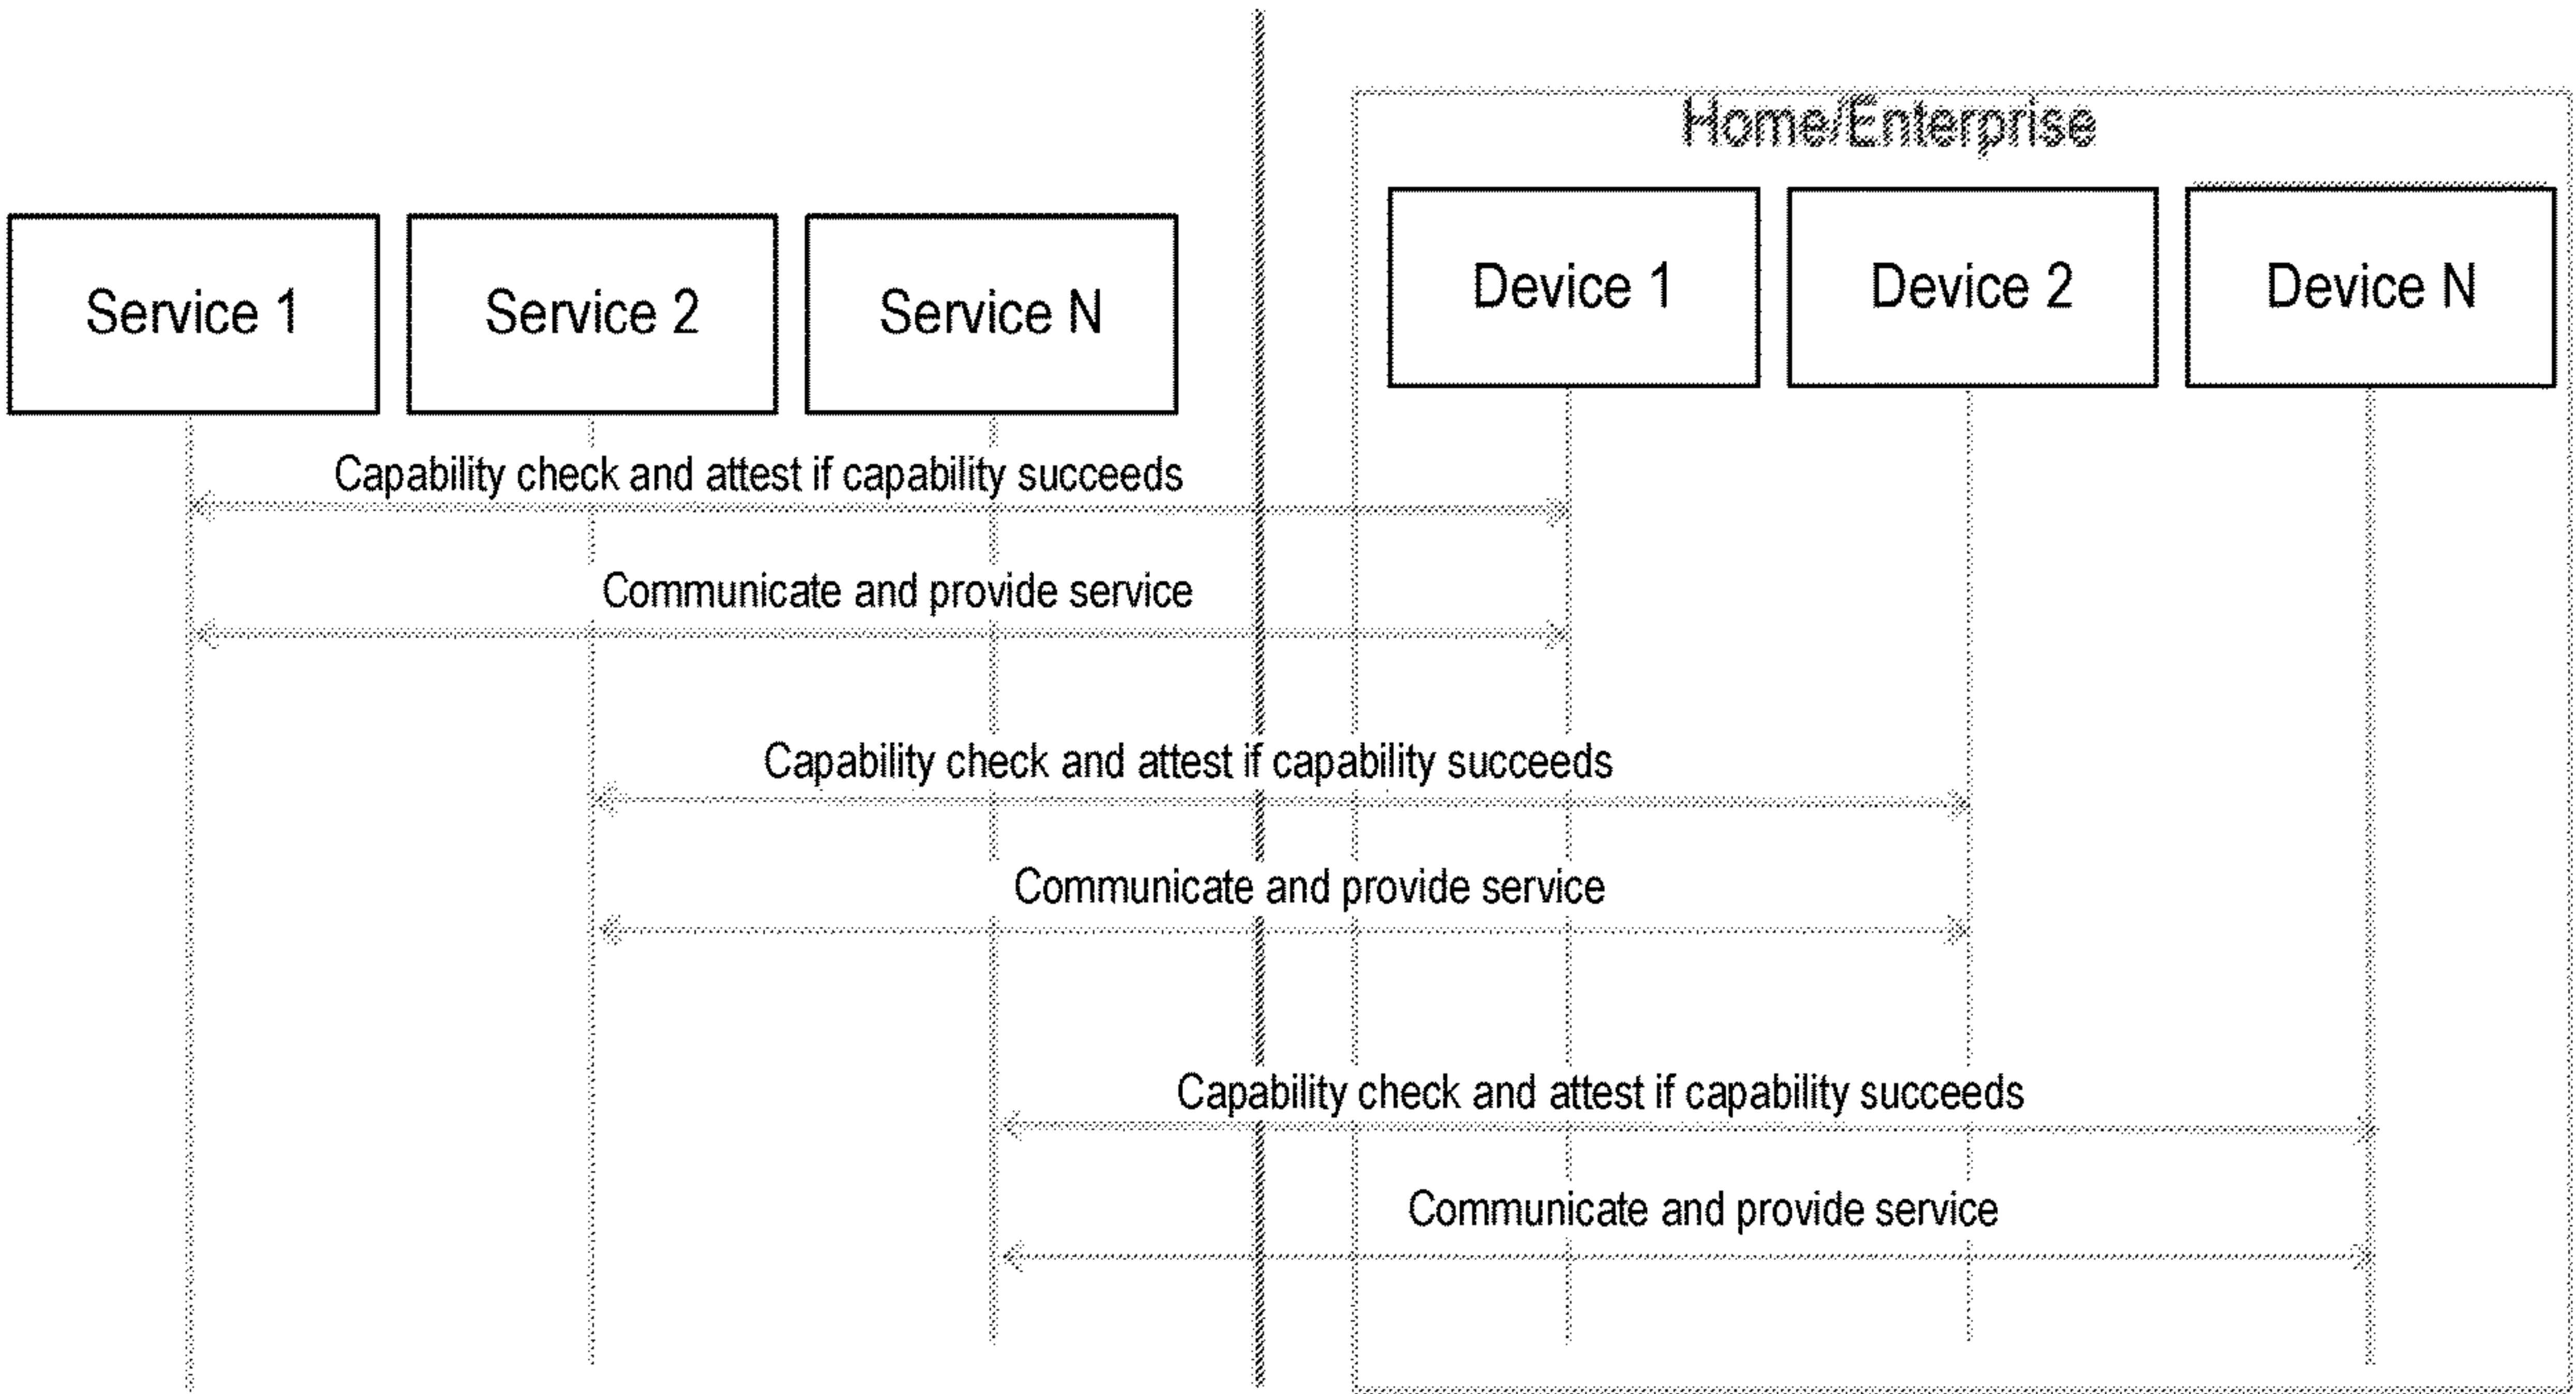 Home/Enterprise
Service 1
Service 2
Service N
Device 1
Device 2
Device N
Capability check and attest if capability succeeds
Communicate and provide service
Capability check and attest if capability succeeds
Communicate and provide service
Capability check and attest if capability succeeds
Communicate and provide service